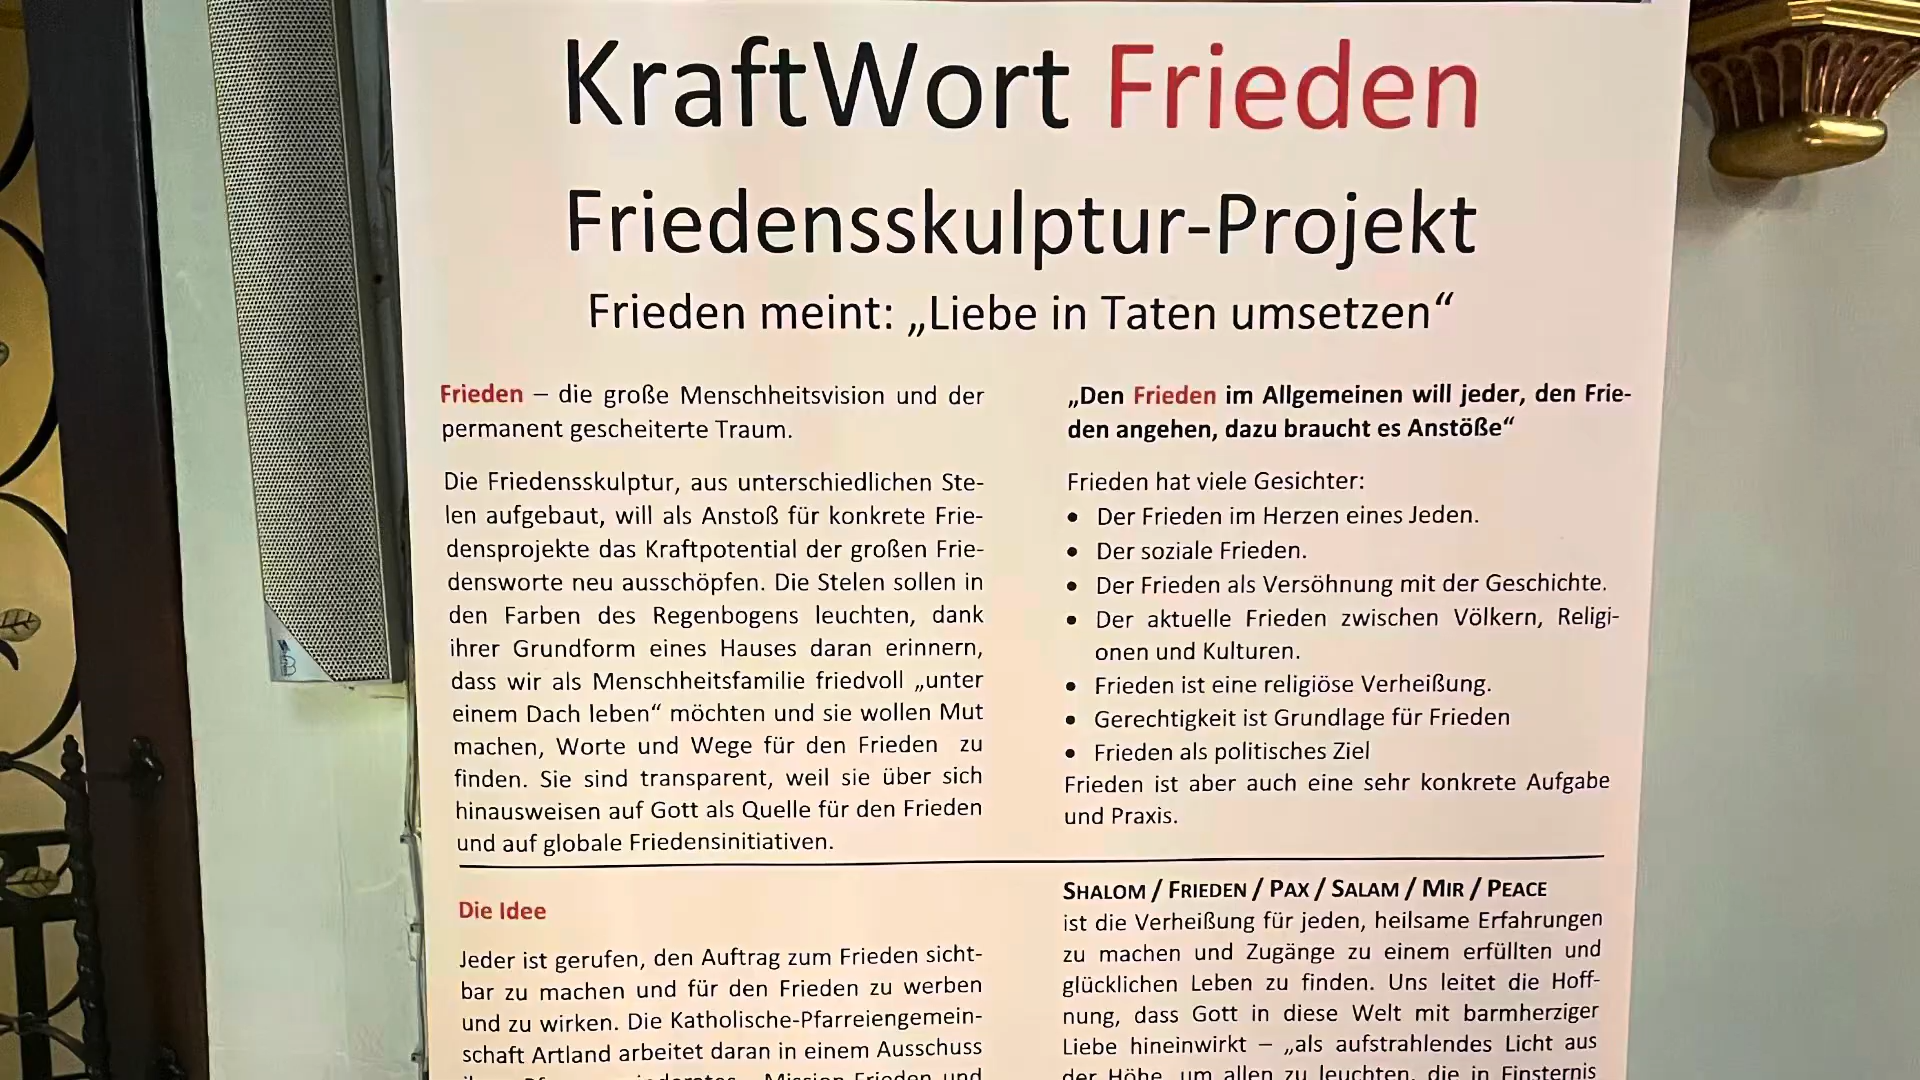 KraftWort Frieden
Friedensskulptur-Projekt
Frieden meint: „Liebe in Taten umsetzen“
Frieden – die große Menschheitsvision und der
permanent gescheiterte Traum.
Die Friedensskulptur, aus unterschiedlichen Ste-
len aufgebaut, will als Anstoß für konkrete Frie-
densprojekte das Kraftpotential der großen Frie-
densworte neu ausschöpfen. Die Stelen sollen in
den Farben des Regenbogens leuchten, dank
ihrer Grundform eines Hauses daran erinnern,
dass wir als Menschheitsfamilie friedvoll „unter
einem Dach leben“ möchten und sie wollen Mut
machen, Worte und Wege für den Frieden zu
finden. Sie sind transparent, weil sie über sich
hinausweisen auf Gott als Quelle für den Frieden
und auf globale Friedensinitiativen.
„Den Frieden im Allgemeinen will jeder, den Frie-
den angehen, dazu braucht es Anstöße“
Frieden hat viele Gesichter:
• Der Frieden im Herzen eines Jeden.
• Der soziale Frieden.
• Der Frieden als Versöhnung mit der Geschichte.
• Der aktuelle Frieden zwischen Völkern, Religi-
onen und Kulturen.
• Frieden ist eine religiöse Verheißung.
• Gerechtigkeit ist Grundlage für Frieden
• Frieden als politisches Ziel
Frieden ist aber auch eine sehr konkrete Aufgabe
und Praxis.
Die Idee
Jeder ist gerufen, den Auftrag zum Frieden sicht-
bar zu machen und für den Frieden zu werben
und zu wirken. Die Katholische-Pfarreiengemein-
schaft Artland arbeitet daran in einem Ausschuss
Mission Frieden und
SHALOM / FRIEDEN / PAX / SALAM / MIR / PEACE
ist die Verheißung für jeden, heilsame Erfahrungen
zu machen und Zugänge zu einem erfüllten und
glücklichen Leben zu finden. Uns leitet die Hoff-
nung, dass Gott in diese Welt mit barmherziger
Liebe hineinwirkt – „als aufstrahlendes Licht aus
der Höhe, um allen zu leuchten, die in Finsternis